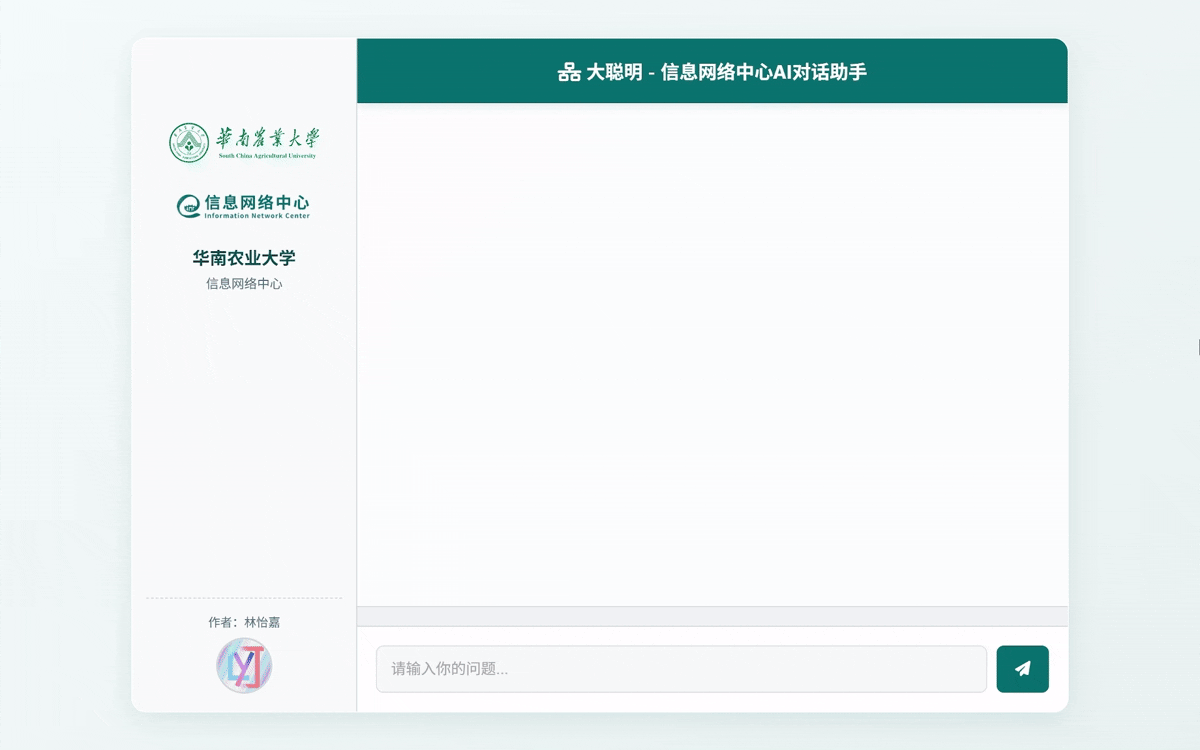 華南農業大学
South China Agricultural University
信息网络中心
Information Network Center
华南农业大学
信息网络中心
作者：林怡嘉
LYJ
大聪明 - 信息网络中心AI对话助手
请输入你的问题...